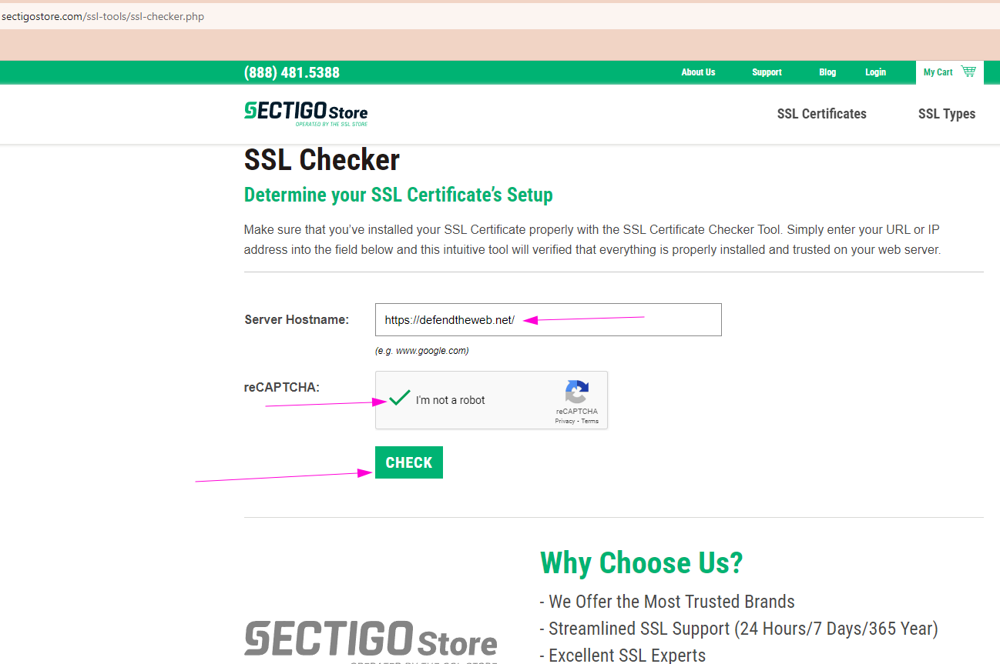 sectigostore.com/ssl-tools/ssl-checker.php
(888) 481.5388
About Us
Support
Blog
Login
My Cart
SECTIGO Store
OPERATED BY THE SSL STORE
SSL Certificates
SSL Types
SSL Checker
Determine your SSL Certificate’s Setup
Make sure that you’ve installed your SSL Certificate properly with the SSL Certificate Checker Tool. Simply enter your URL or IP
address into the field below and this intuitive tool will verified that everything is properly installed and trusted on your web server.
Server Hostname:
https://defendtheweb.net/
(e.g. www.google.com)
reCAPTCHA:
I'm not a robot
reCAPTCHA
Privacy - Terms
CHECK
Why Choose Us?
- We Offer the Most Trusted Brands
- Streamlined SSL Support (24 Hours/7 Days/365 Year)
- Excellent SSL Experts
SECTIGO Store